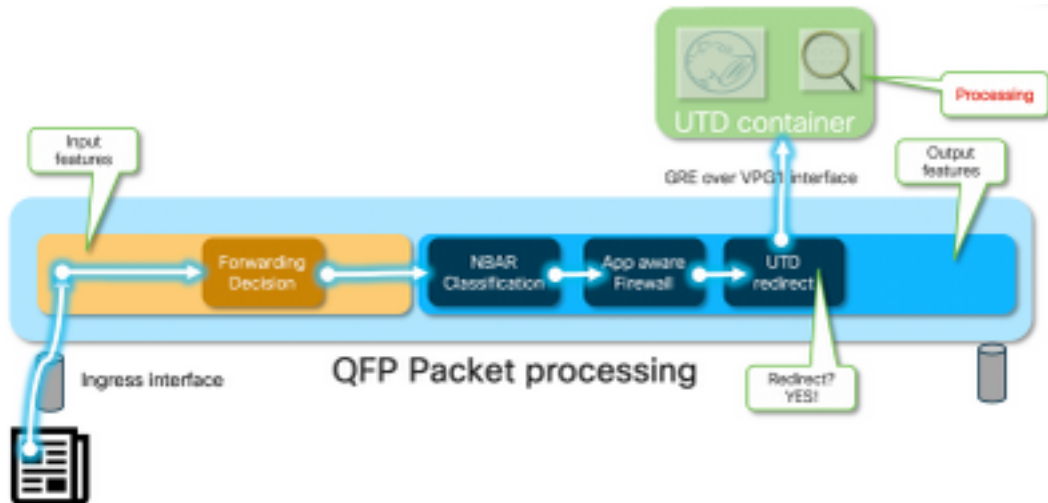 UTD container
Processing
Input
features
GRE over VPG1 interface
Output
features
Forwarding
Decision
NBAR
Classification
App aware
Firewall
UTD
redirect
Ingress interface
QFP Packet processing
Redirect?
YES!